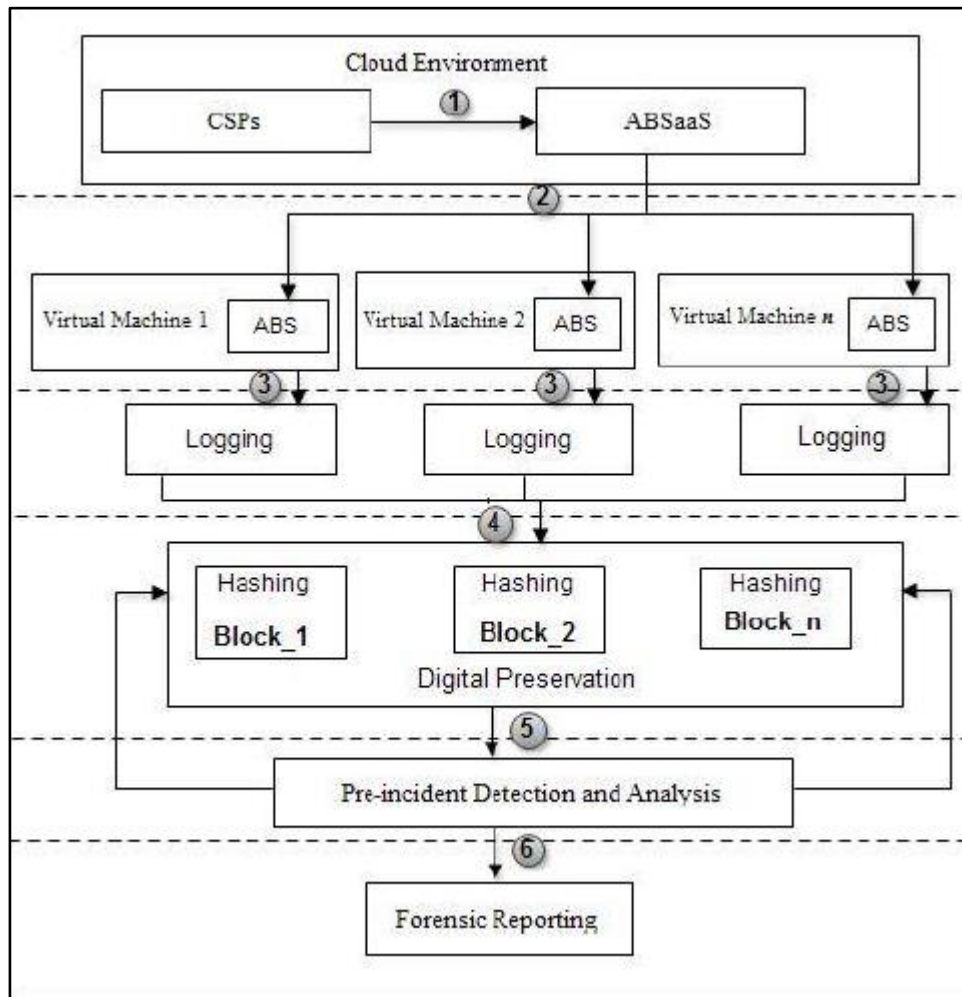 Cloud Environment
CSPs
1
ABSaaS
2
Virtual Machine 1
ABS
Virtual Machine 2
ABS
Virtual Machine n
ABS
3
3
3
Logging
Logging
Logging
4
Hashing
Block_1
Hashing
Block_2
Hashing
Block_n
Digital Preservation
5
Pre-incident Detection and Analysis
6
Forensic Reporting